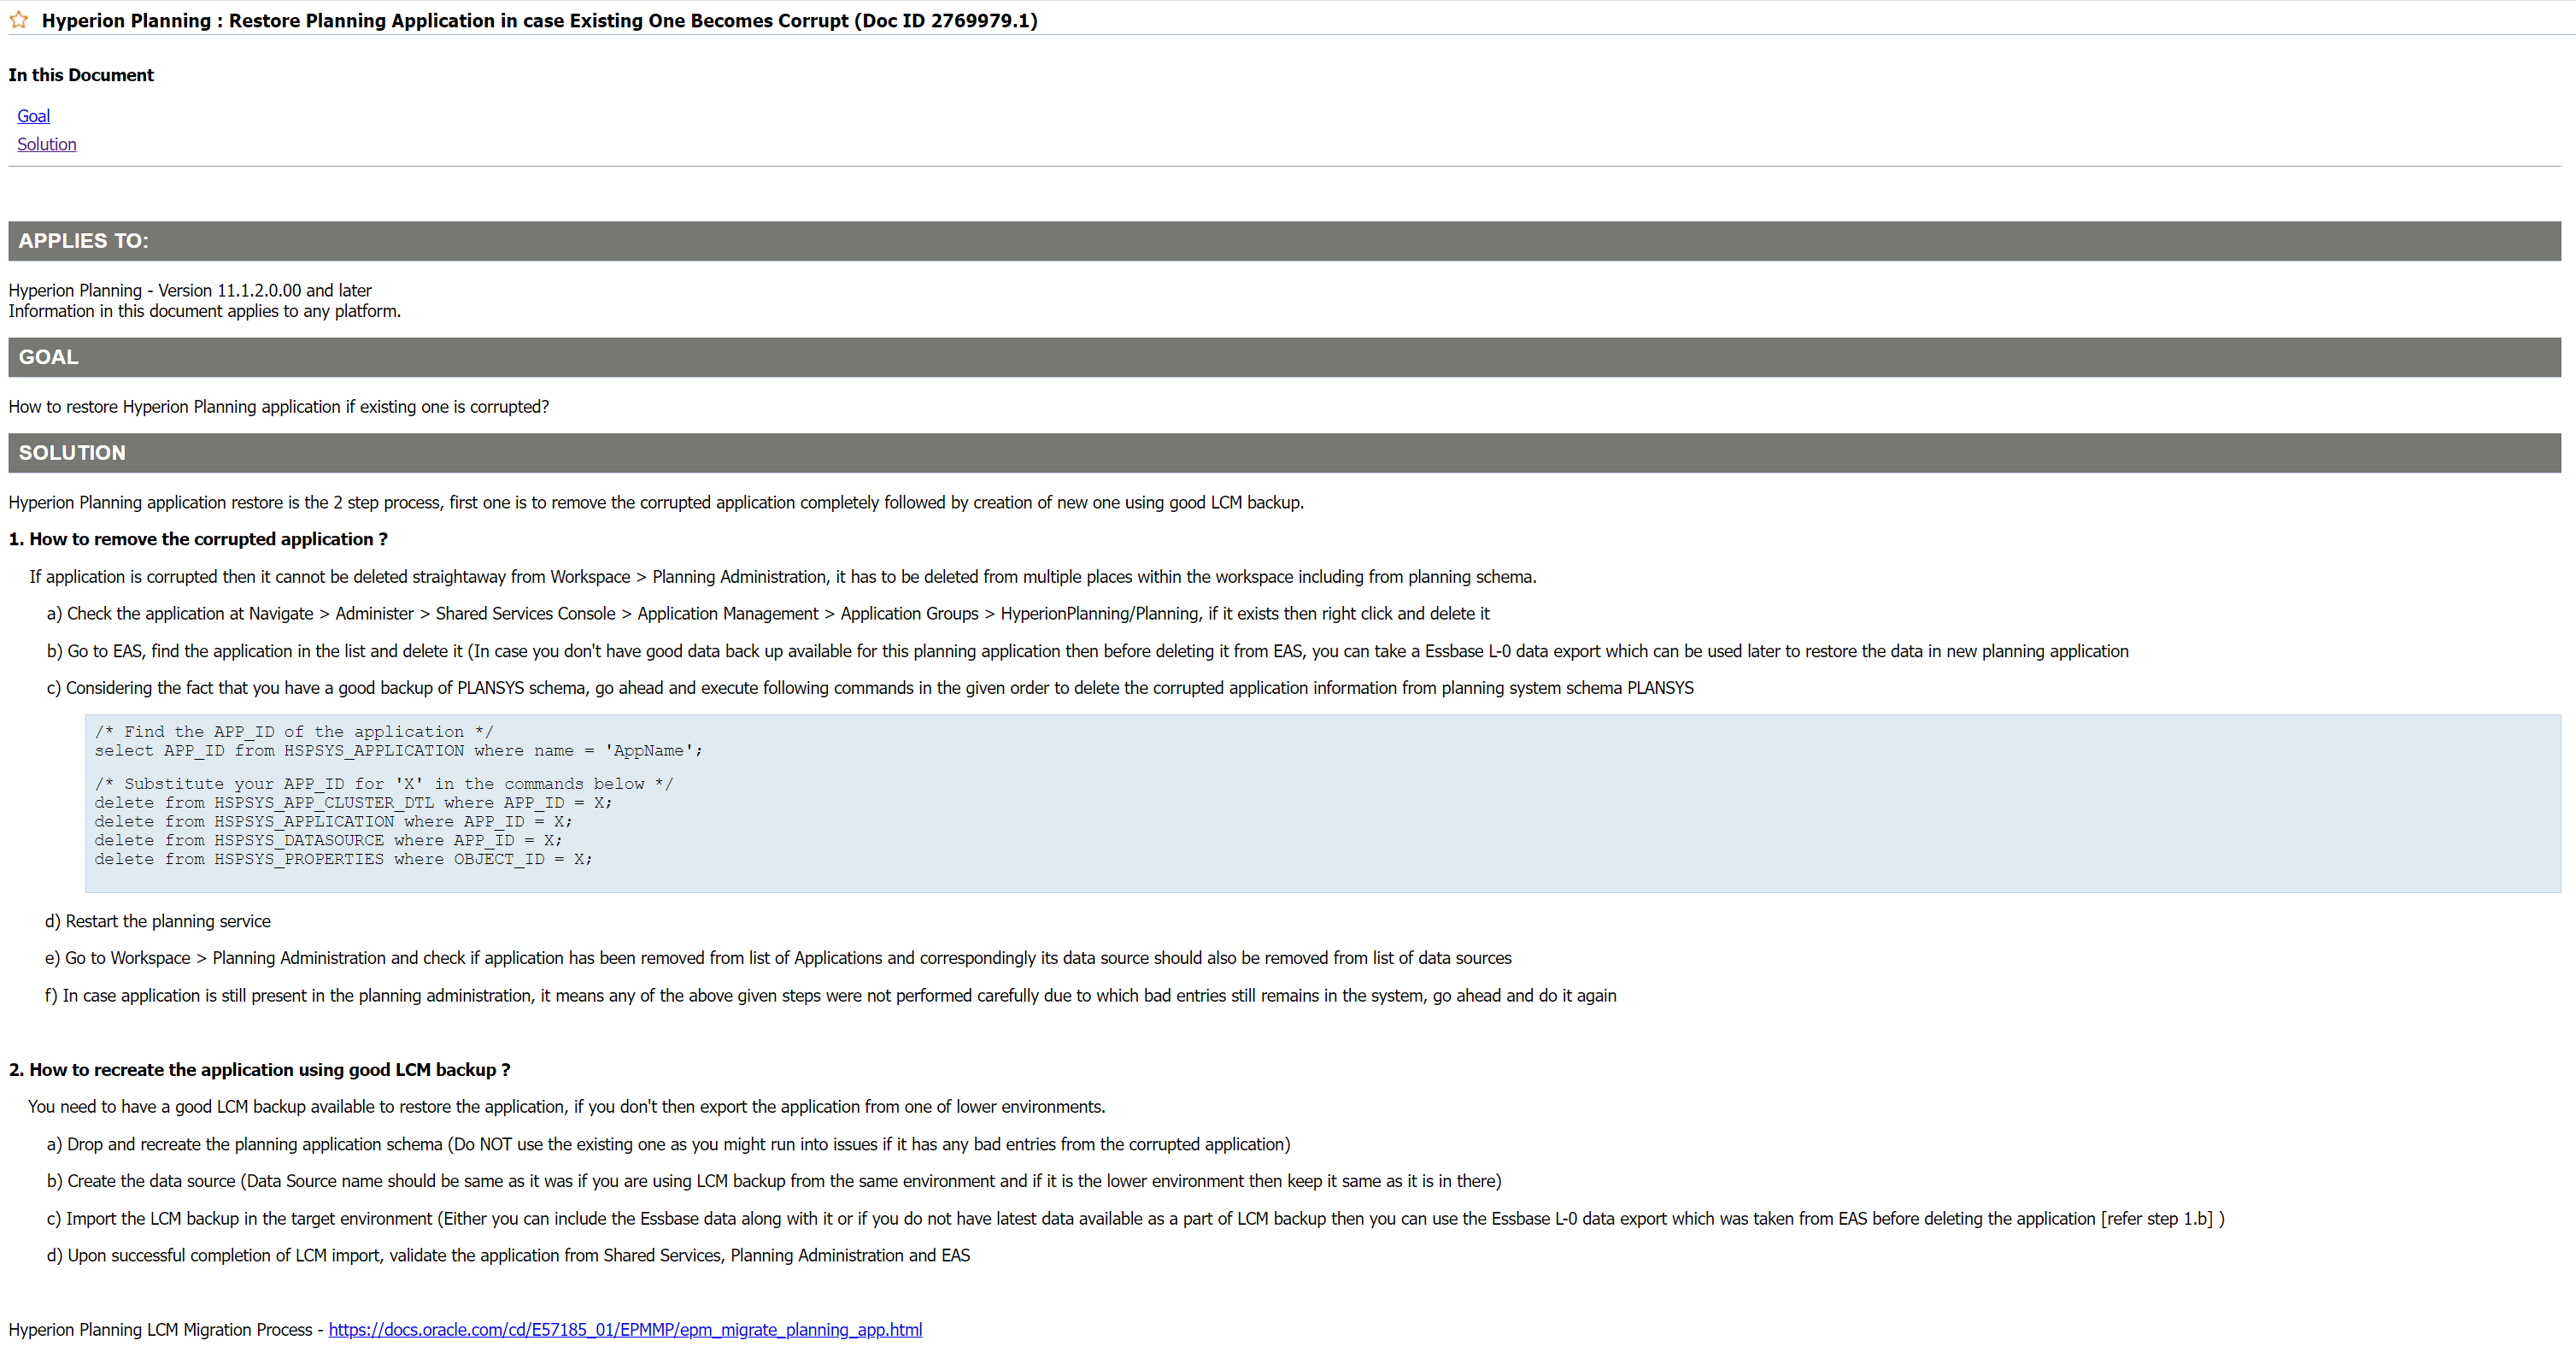 Hyperion Planning : Restore Planning Application in case Existing One Becomes Corrupt (Doc ID 2769979.1)
In this Document
Goal
Solution
APPLIES TO:
Hyperion Planning - Version 11.1.2.0.00 and later
Information in this document applies to any platform.
GOAL
How to restore Hyperion Planning application if existing one is corrupted?
SOLUTION
Hyperion Planning application restore is the 2 step process, first one is to remove the corrupted application completely followed by creation of new one using good LCM backup.
1. How to remove the corrupted application ?
If application is corrupted then it cannot be deleted straightaway from Workspace > Planning Administration, it has to be deleted from multiple places within the workspace including from planning schema.
a) Check the application at Navigate > Administer > Shared Services Console > Application Management > Application Groups > HyperionPlanning/Planning, if it exists then right click and delete it
b) Go to EAS, find the application in the list and delete it (In case you don't have good data back up available for this planning application then before deleting it from EAS, you can take a Essbase L-0 data export which can be used later to restore the data in new planning application
c) Considering the fact that you have a good backup of PLANSYS schema, go ahead and execute following commands in the given order to delete the corrupted application information from planning system schema PLANSYS
/* Find the APP_ID of the application */
select APP_ID from HSPSYS_APPLICATION where name = 'AppName';
/* Substitute your APP_ID for 'X' in the commands below */
delete from HSPSYS_APP_CLUSTER_DTL where APP_ID = X;
delete from HSPSYS_APPLICATION where APP_ID = X;
delete from HSPSYS_DATASOURCE where APP_ID = X;
delete from HSPSYS_PROPERTIES where OBJECT_ID = X;
d) Restart the planning service
e) Go to Workspace > Planning Administration and check if application has been removed from list of Applications and correspondingly its data source should also be removed from list of data sources
f) In case application is still present in the planning administration, it means any of the above given steps were not performed carefully due to which bad entries still remains in the system, go ahead and do it again
2. How to recreate the application using good LCM backup ?
You need to have a good LCM backup available to restore the application, if you don't then export the application from one of lower environments.
a) Drop and recreate the planning application schema (Do NOT use the existing one as you might run into issues if it has any bad entries from the corrupted application)
b) Create the data source (Data Source name should be same as it was if you are using LCM backup from the same environment and if it is the lower environment then keep it same as it is in there)
c) Import the LCM backup in the target environment (Either you can include the Essbase data along with it or if you do not have latest data available as a part of LCM backup then you can use the Essbase L-0 data export which was taken from EAS before deleting the application [refer step 1.b] )
d) Upon successful completion of LCM import, validate the application from Shared Services, Planning Administration and EAS
Hyperion Planning LCM Migration Process - https://docs.oracle.com/cd/E57185_01/EPMMP/epm_migrate_planning_app.html